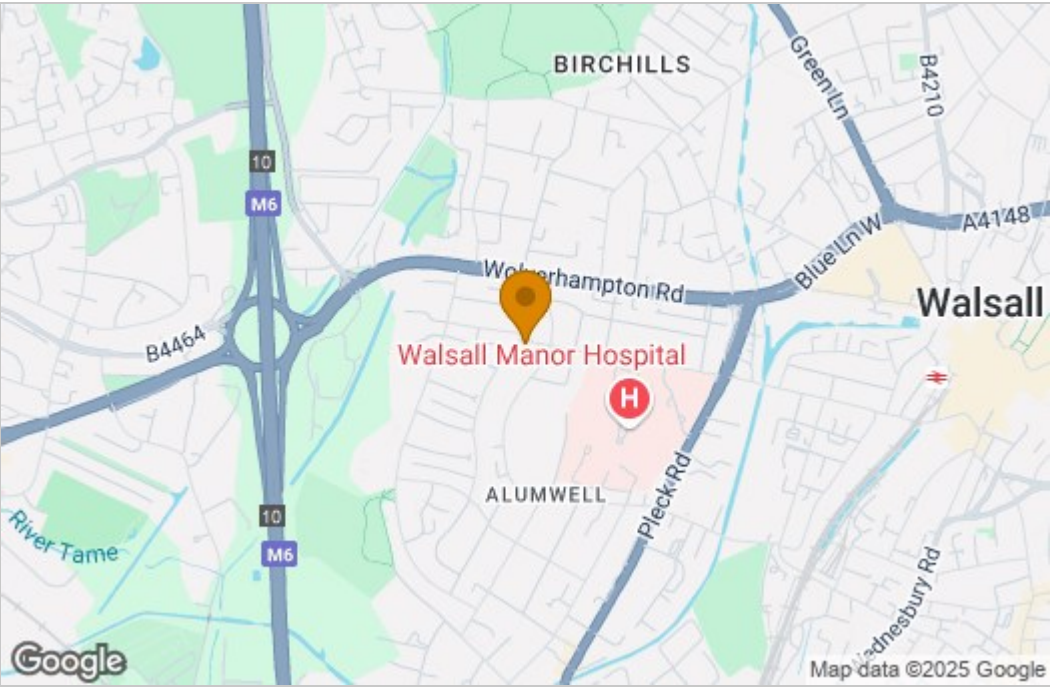 BIRCHILLS
Green Ln
B4210
10
M6
A4148
Blue Ln W
Wolverhampton Rd
Walsall
B4464
Walsall Manor Hospital
H
ALUMWELL
Pleck Rd
10
M6
River Tame
Wednesbury Rd
Google
Map data ©2025 Google